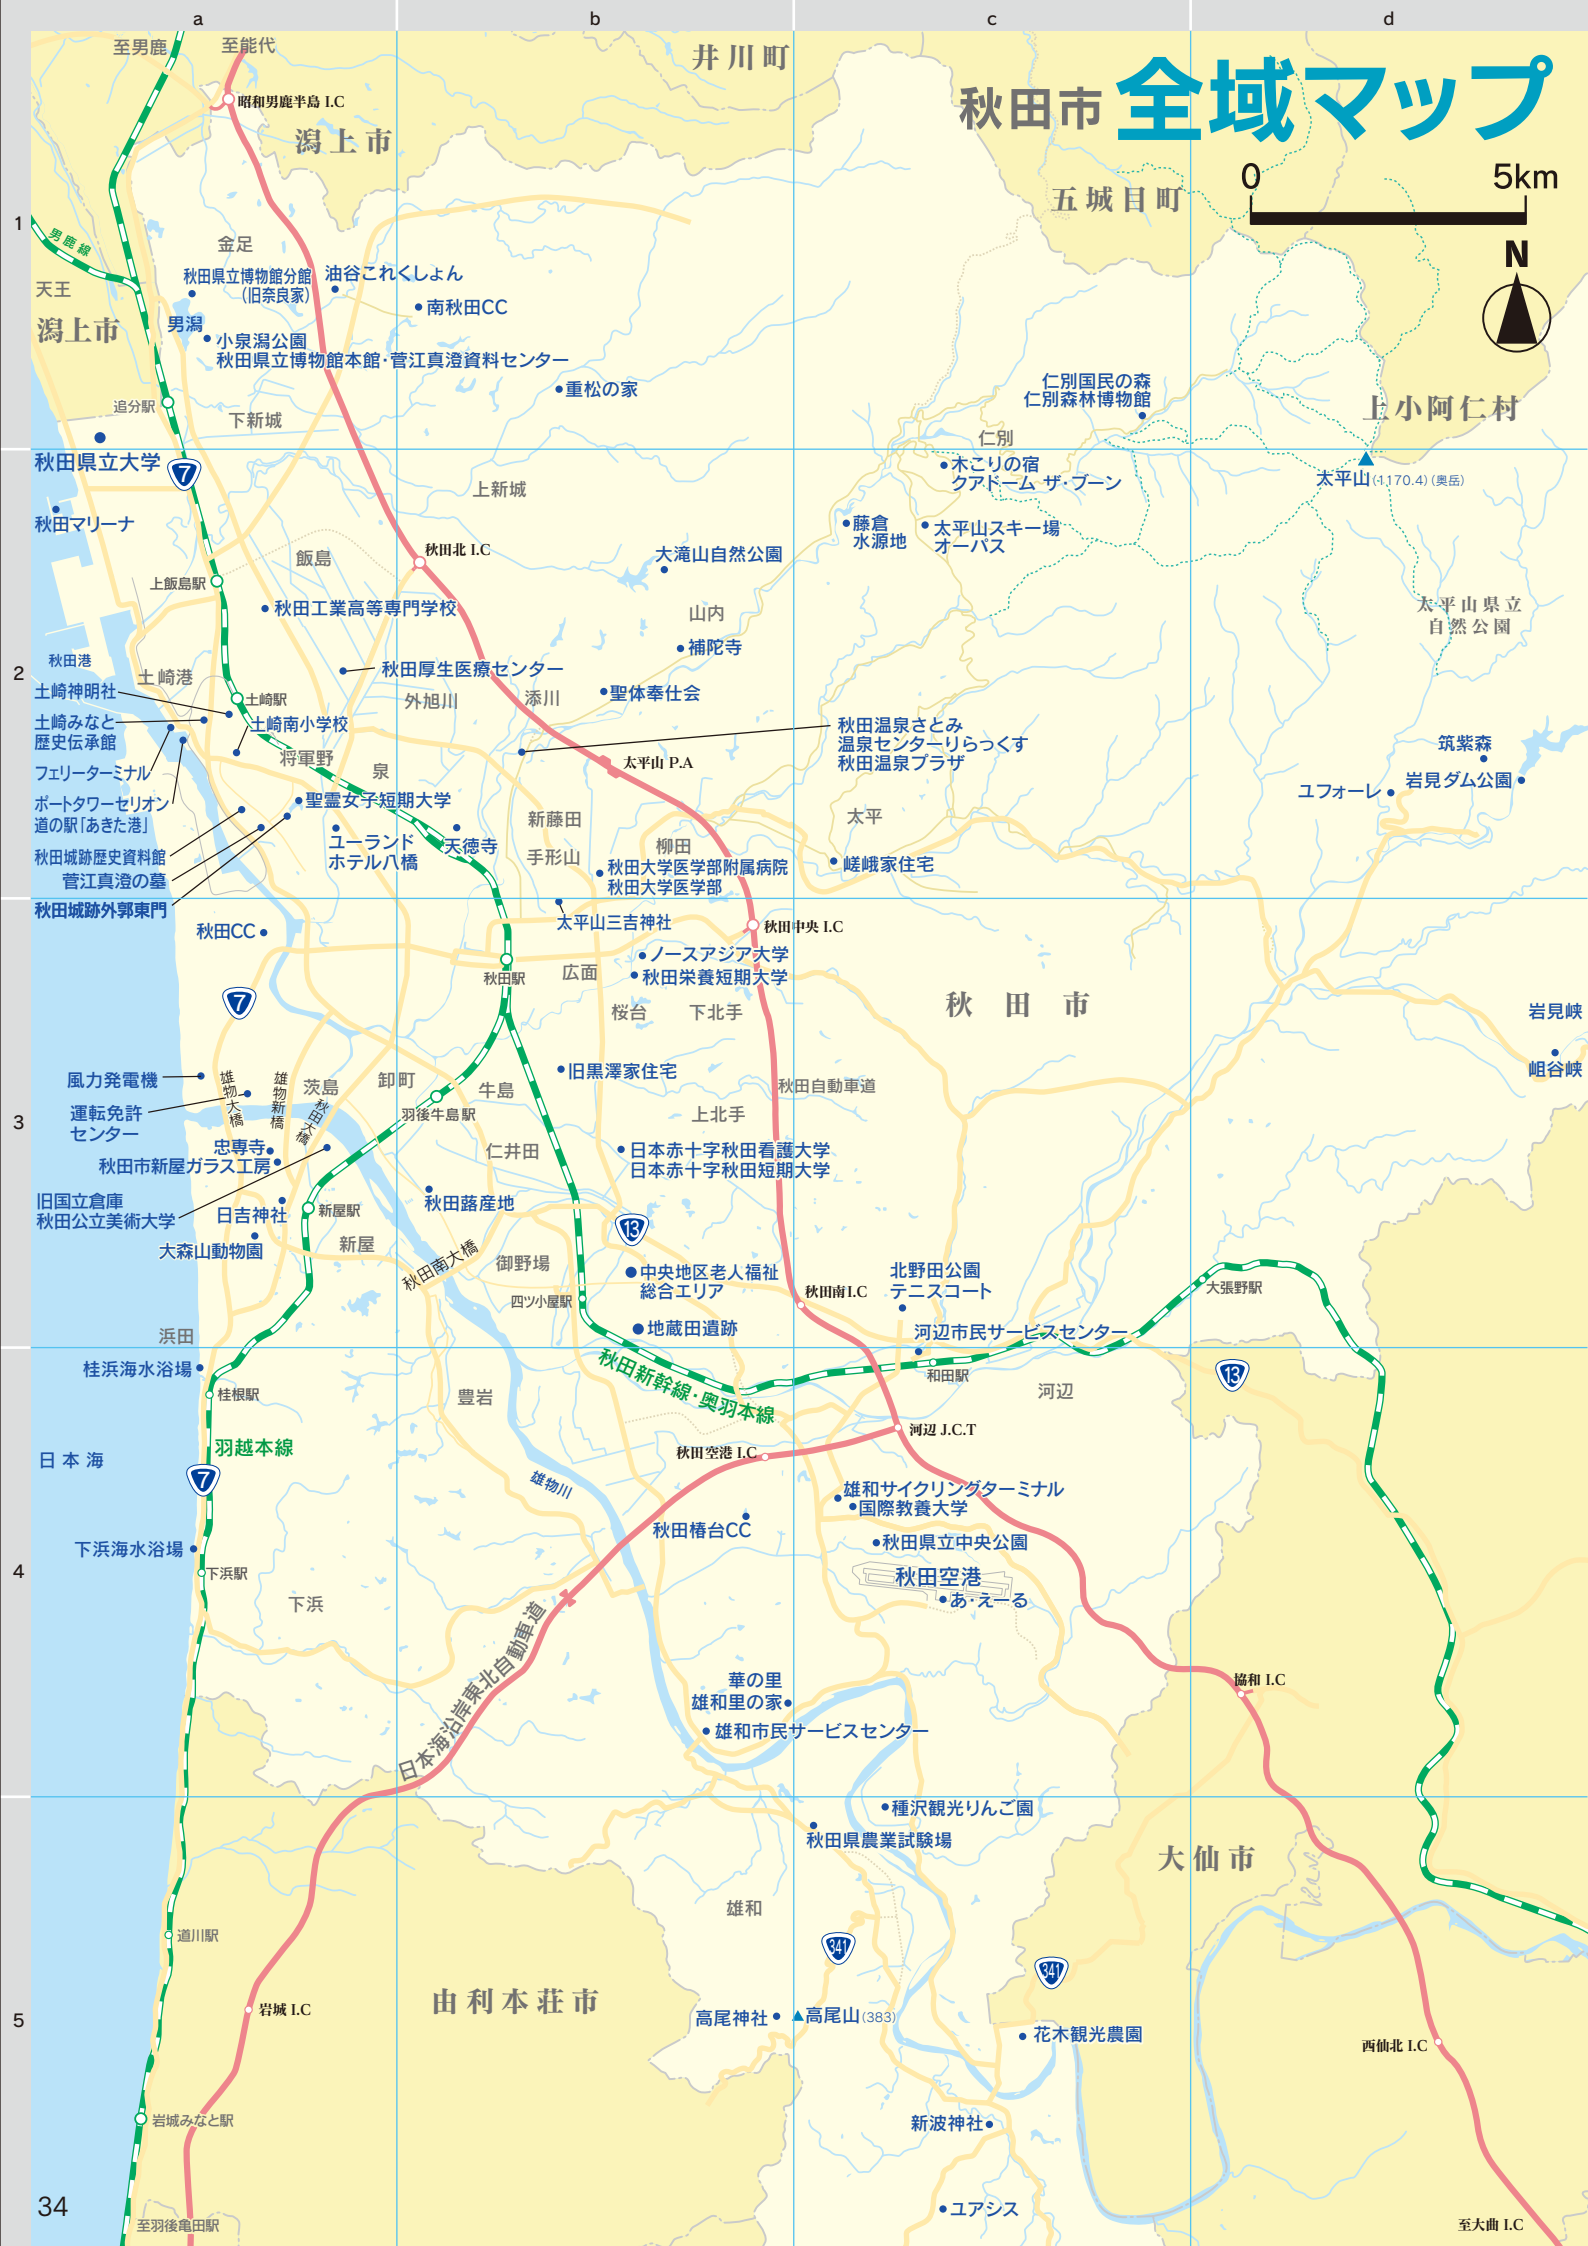 a
b
c
d
至男鹿
至能代
井川町
秋田市 全域マップ
昭和男鹿半島 I.C
潟上市
0
5km
五城目町
1
N
男鹿線
金足
秋田県立博物館分館
(旧奈良家)
油谷これくしょん
天王
南秋田CC
潟上市
男潟
小泉潟公園
秋田県立博物館本館・菅江真澄資料センター
重松の家
仁別国民の森
仁別森林博物館
追分駅
下新城
上小阿仁村
仁別
秋田県立大学
7
木こりの宿
クアドーム ザ・ブーン
太平山(1170.4)(奥岳)
上新城
秋田マリーナ
藤倉
水源地
太平山スキー場
オーパス
飯島
秋田北 I.C
大滝山自然公園
上飯島駅
秋田工業高等専門学校
山内
太平山県立
自然公園
補陀寺
秋田港
2
土崎港
秋田厚生医療センター
土崎神明社
土崎駅
外旭川
添川
聖体奉仕会
土崎みなと
歴史伝承館
土崎南小学校
秋田温泉さとみ
温泉センターりらっくす
秋田温泉プラザ
将軍野
泉
太平山 P.A
筑紫森
フェリーターミナル
岩見ダム公園
ユフォーレ
ポートタワーセリオン
道の駅「あきた港」
聖霊女子短期大学
新藤田
太平
ユーランド
ホテル八橋
天徳寺
柳田
秋田城跡歴史資料館
手形山
秋田大学医学部附属病院
秋田大学医学部
嵯峨家住宅
菅江真澄の墓
秋田城跡外郭東門
太平山三吉神社
秋田CC
秋田中央 I.C
ノースアジア大学
秋田駅
広面
秋田栄養短期大学
7
桜台
下北手
秋田市
岩見峡
岨谷峡
風力発電機
雄物大橋
雄物新橋
茨島
秋田大橋
卸町
牛島
旧黒澤家住宅
秋田自動車道
運転免許
センター
羽後牛島駅
上北手
3
忠専寺
仁井田
日本赤十字秋田看護大学
日本赤十字秋田短期大学
秋田市新屋ガラス工房
旧国立倉庫
秋田公立美術大学
日吉神社
新屋駅
秋田蕗産地
大森山動物園
新屋
13
秋田南大橋
御野場
中央地区老人福祉
総合エリア
北野田公園
テニスコート
大張野駅
四ツ小屋駅
秋田南I.C
地蔵田遺跡
河辺市民サービスセンター
浜田
桂浜海水浴場
秋田新幹線・奥羽本線
和田駅
13
桂根駅
豊岩
河辺
羽越本線
河辺 J.C.T
日本海
秋田空港 I.C
7
雄物川
雄和サイクリングターミナル
国際教養大学
秋田椿台CC
秋田県立中央公園
下浜海水浴場
4
下浜駅
秋田空港
あ・えーる
下浜
日本海沿岸東北自動車道
華の里
雄和里の家
協和 I.C
雄和市民サービスセンター
種沢観光りんご園
秋田県農業試験場
大仙市
雄和
道川駅
341
341
由利本荘市
岩城 I.C
5
高尾神社
高尾山(383)
花木観光農園
西仙北 I.C
岩城みなと駅
新波神社
34
ユアシス
至羽後亀田駅
至大曲 I.C